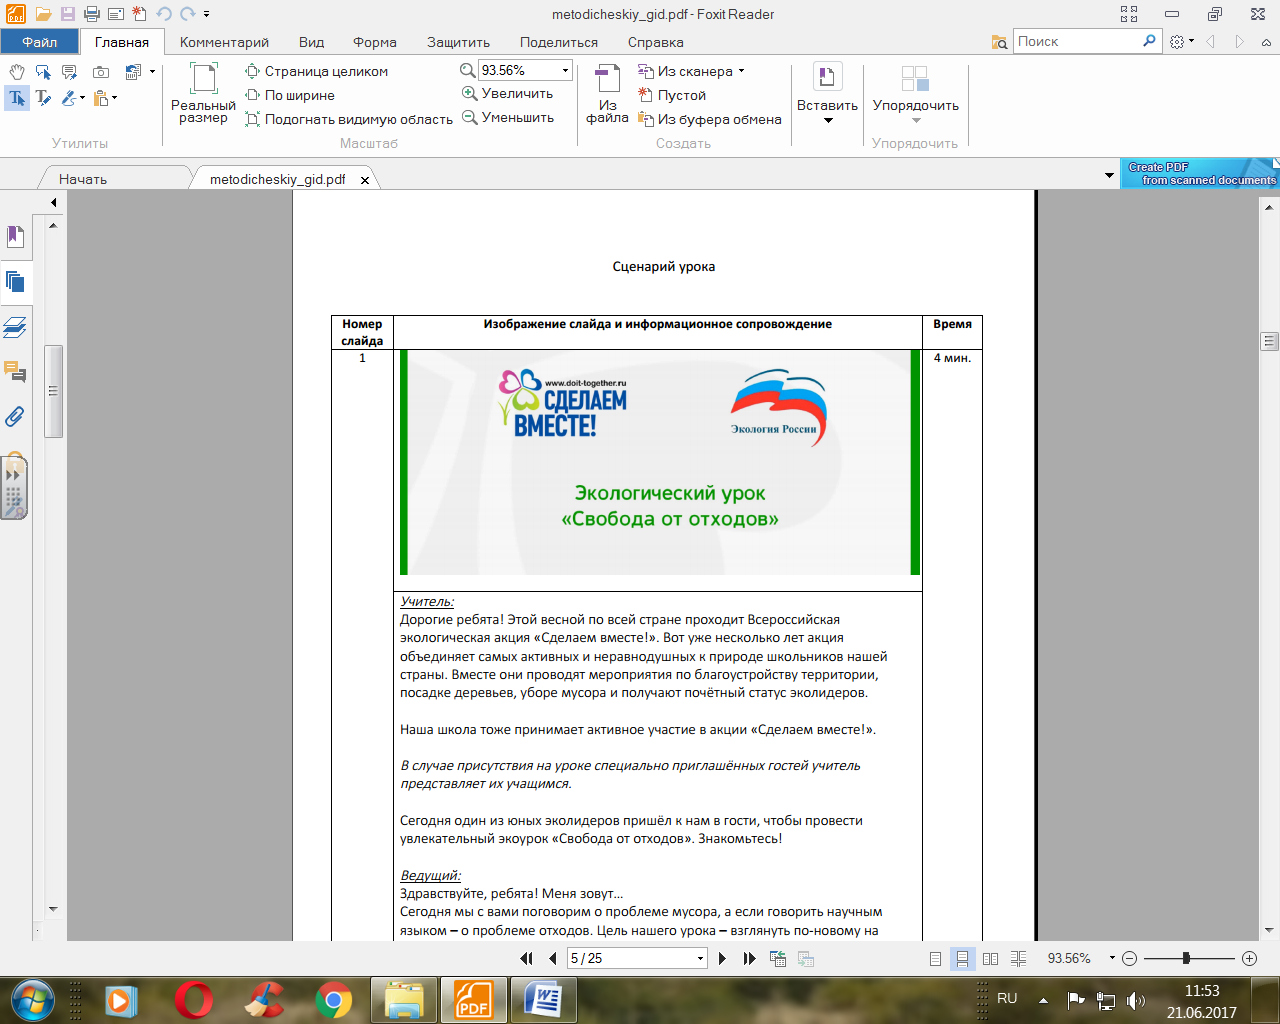 metodicheskiy_gid.pdf - Foxit Reader
Файл Главная Комментарий Вид Форма Защитить Поделиться Справка Поиск
Реальный размер
Страница целиком
По ширине
Подогнать видимую область
93.56%
Увеличить
Уменьшить
Из файла
Из сканера
Пустой
Из буфера обмена
Вставить
Упорядочить
Утилиты Масштаб Создать Упорядочить
Начать metodicheskiy_gid.pdf
Create PDF
from scanned documents
Сценарий урока
Номер слайда
Изображение слайда и информационное сопровождение
Время
1
4 мин.
www.doit-together.ru
СДЕЛАЕМ
ВМЕСТЕ!
Экология России
Экологический урок
«Свобода от отходов»
Учитель:
Дорогие ребята! Этой весной по всей стране проходит Всероссийская
экологическая акция «Сделаем вместе!». Вот уже несколько лет акция
объединяет самых активных и неравнодушных к природе школьников нашей
страны. Вместе они проводят мероприятия по благоустройству территории,
посадке деревьев, уборе мусора и получают почётный статус эколидеров.
Наша школа тоже принимает активное участие в акции «Сделаем вместе!».
В случае присутствия на уроке специально приглашённых гостей учитель
представляет их учащимся.
Сегодня один из юных эколидеров пришёл к нам в гости, чтобы провести
увлекательный экоурок «Свобода от отходов». Знакомьтесь!
Ведущий:
Здравствуйте, ребята! Меня зовут…
Сегодня мы с вами поговорим о проблеме мусора, а если говорить научным
языком – о проблеме отходов. Цель нашего урока – взглянуть по-новому на
5 / 25
93.56%
PDF
RU
11:53
21.06.2017